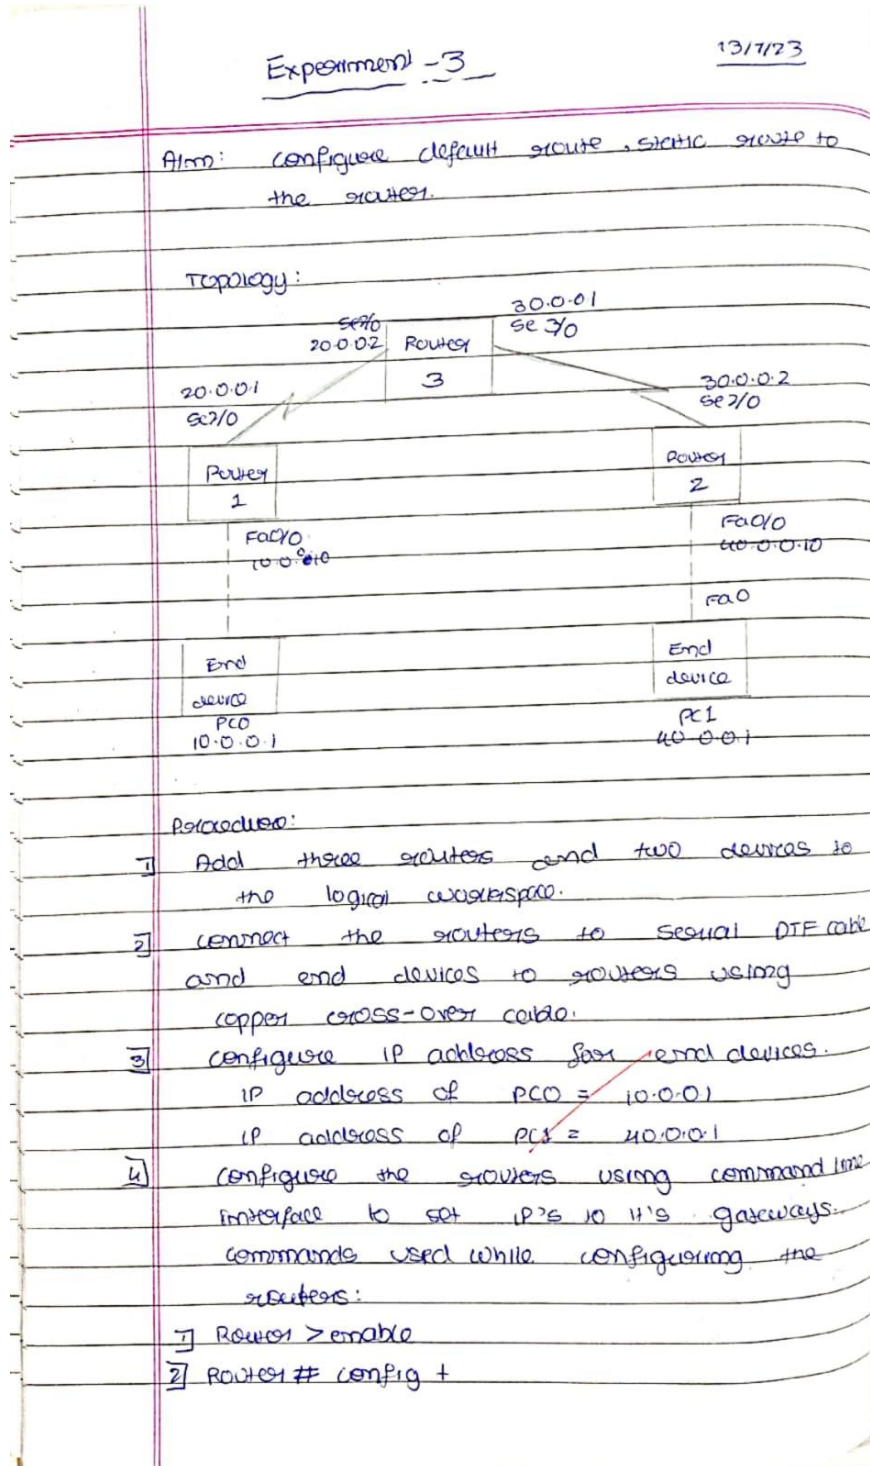 Experiment - 3
13/7/23
Aim: configure default route, static route to
the router.
Topology:
30.0.0.1
Se 3/0
Se2/0
20.0.0.2
Router
3
20.0.0.1
Se2/0
30.0.0.2
Se 2/0
Router
1
Router
2
Fa0/0
10.0.0.10
Fa0/0
40.0.0.10
Fa0
End
device
PC0
10.0.0.1
End
device
PC1
40.0.0.1
Procedure:
1] Add three routers and two devices to
the logical workspace.
2] connect the routers to serial DTE cable
and end devices to routers using
copper cross-over cable.
3] configure IP address for end devices.
IP address of PC0 = 10.0.0.1
IP address of PC1 = 40.0.0.1
4] configure the routers using command line
interface to set IP's to it's gateways.
commands used while configuring the
routers:
1] Router > enable
2] Router # config t